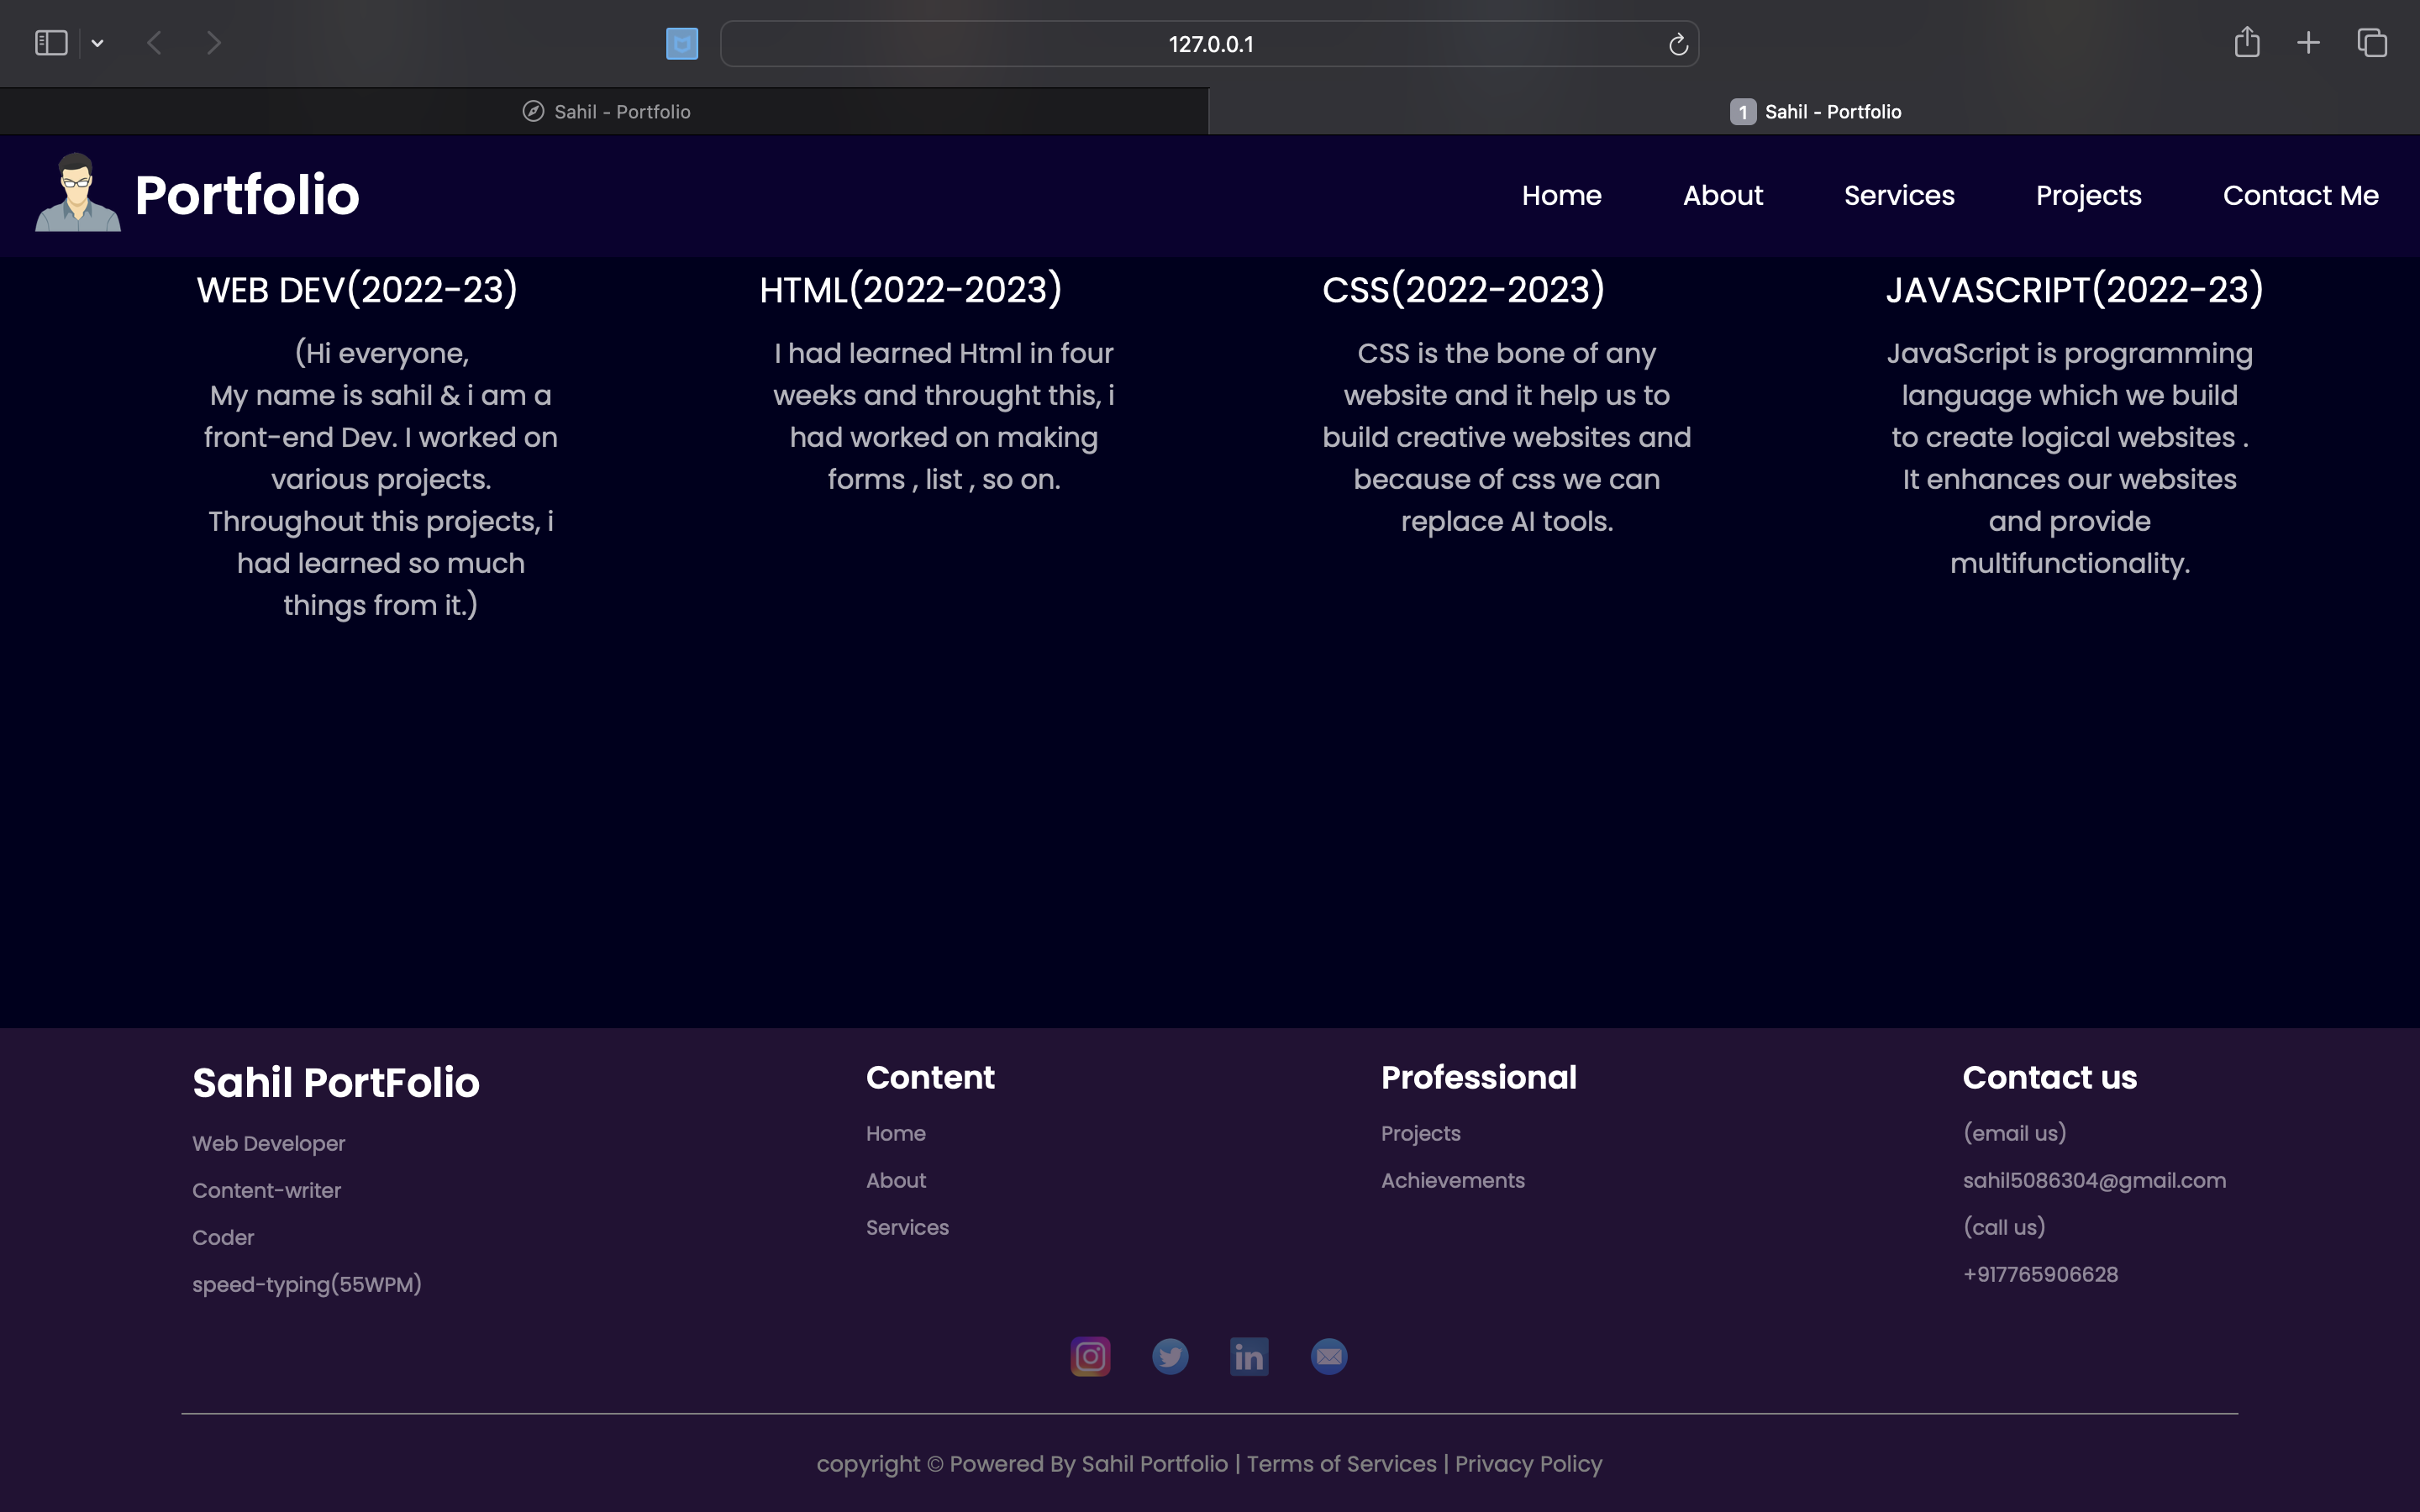 127.0.0.1
Sahil - Portfolio
1 Sahil - Portfolio
Portfolio
Home About Services Projects Contact Me
WEB DEV(2022-23)
(Hi everyone,
My name is sahil & i am a
front-end Dev. I worked on
various projects.
Throughout this projects, i
had learned so much
things from it.)
HTML(2022-2023)
I had learned Html in four
weeks and throught this, i
had worked on making
forms , list , so on.
CSS(2022-2023)
CSS is the bone of any
website and it help us to
build creative websites and
because of css we can
replace AI tools.
JAVASCRIPT(2022-23)
JavaScript is programming
language which we build
to create logical websites .
It enhances our websites
and provide
multifunctionality.
Sahil PortFolio
Web Developer
Content-writer
Coder
speed-typing(55WPM)
Content
Home
About
Services
Professional
Projects
Achievements
Contact us
(email us)
sahil5086304@gmail.com
(call us)
+917765906628
in
copyright © Powered By Sahil Portfolio | Terms of Services | Privacy Policy